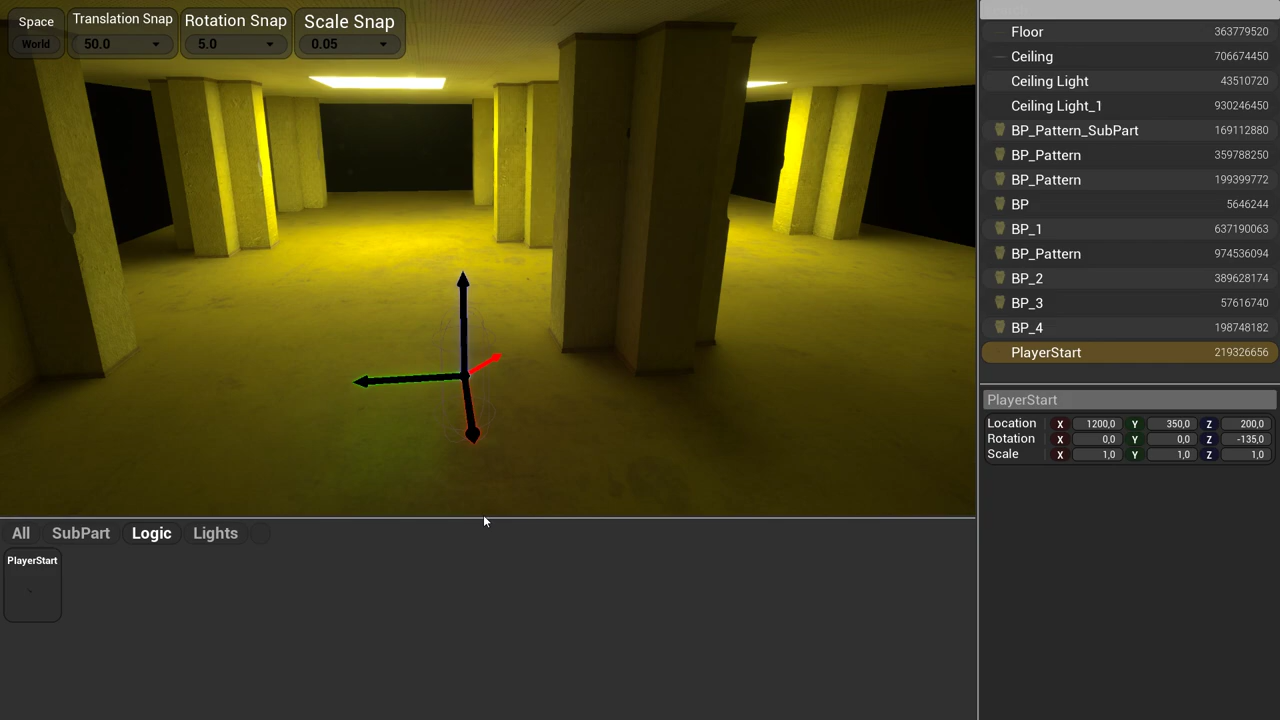 Space
World
Translation Snap
50.0
Rotation Snap
5.0
Scale Snap
0.05
Floor 363779520
Ceiling 706674450
Ceiling Light 43510720
Ceiling Light_1 930246450
BP_Pattern_SubPart 169112880
BP_Pattern 359788250
BP_Pattern 199399772
BP 5646244
BP_1 637190063
BP_Pattern 974536094
BP_2 389628174
BP_3 57616740
BP_4 198748182
PlayerStart 219326656
PlayerStart
Location X 1200,0 Y 350,0 Z 200,0
Rotation X 0,0 Y 0,0 Z -135,0
Scale X 1,0 Y 1,0 Z 1,0
All SubPart Logic Lights
PlayerStart